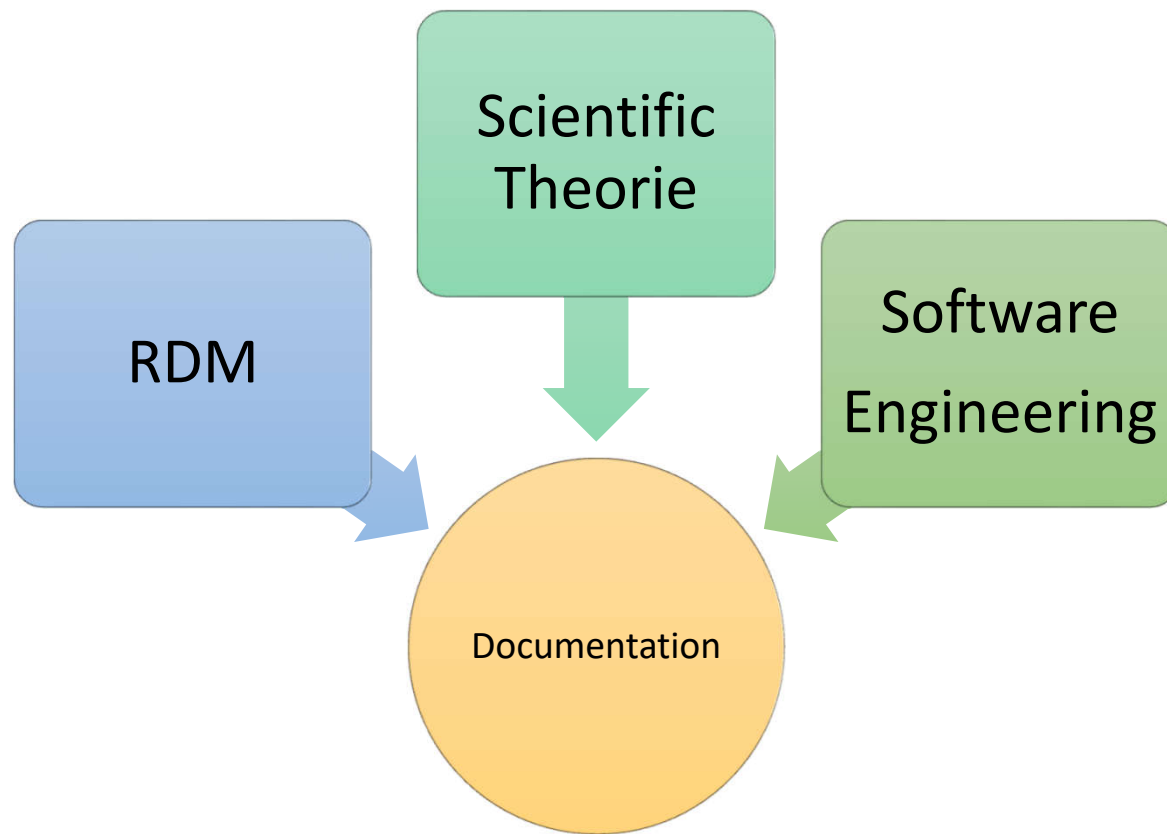 Scientific
Theorie
RDM
Software
Engineering
Documentation